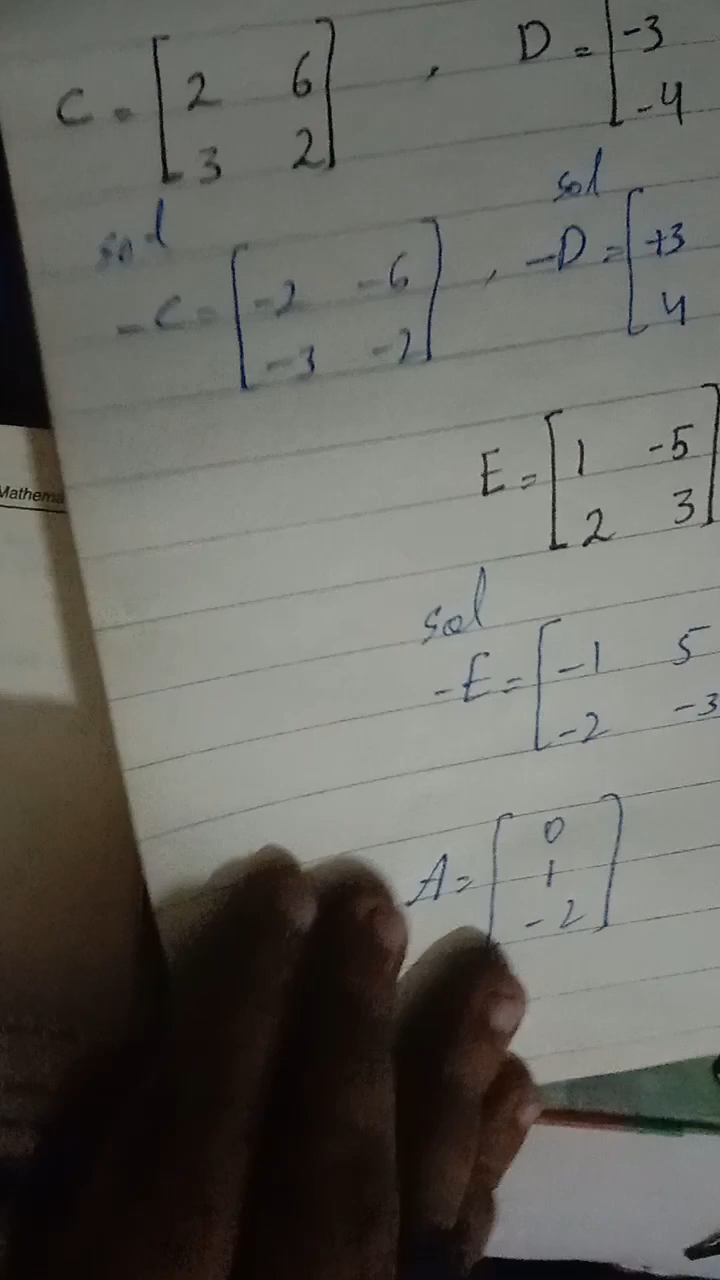 C = [2 6 , D = [-3
3 2] -4
sol sol
-C = [-2 -6 , -D = [+3
-3 -2] 4
E = [1 -5
2 3]
sol
-E = [-1 5
-2 -3
A = [0
1
-2]
Mathema